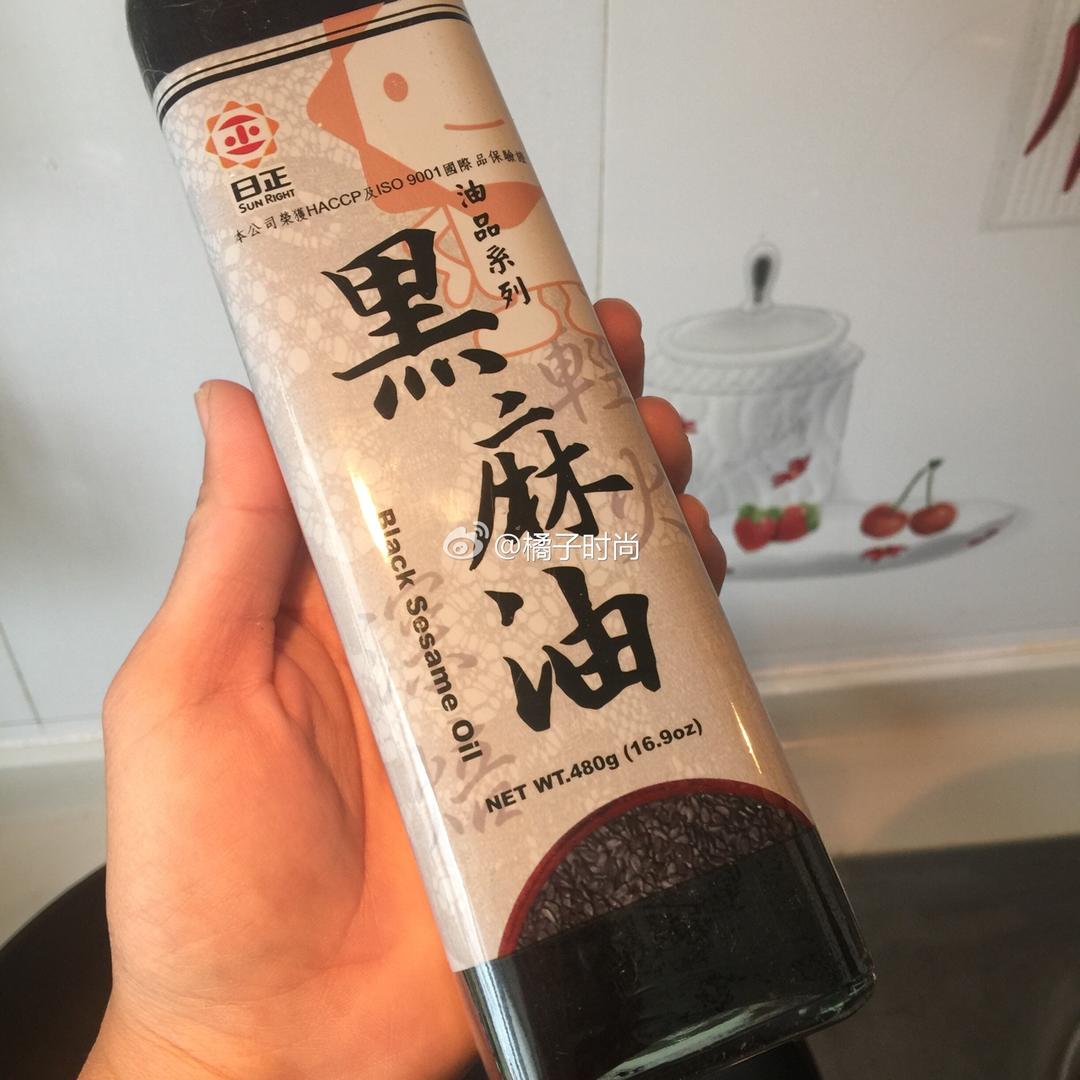 日正
SUN RIGHT
本公司榮獲HACCP及ISO 9001國際品保驗證
油品系列
黑麻油
Black Sesame Oil
NET WT.480g (16.9oz)
@橘子时尚